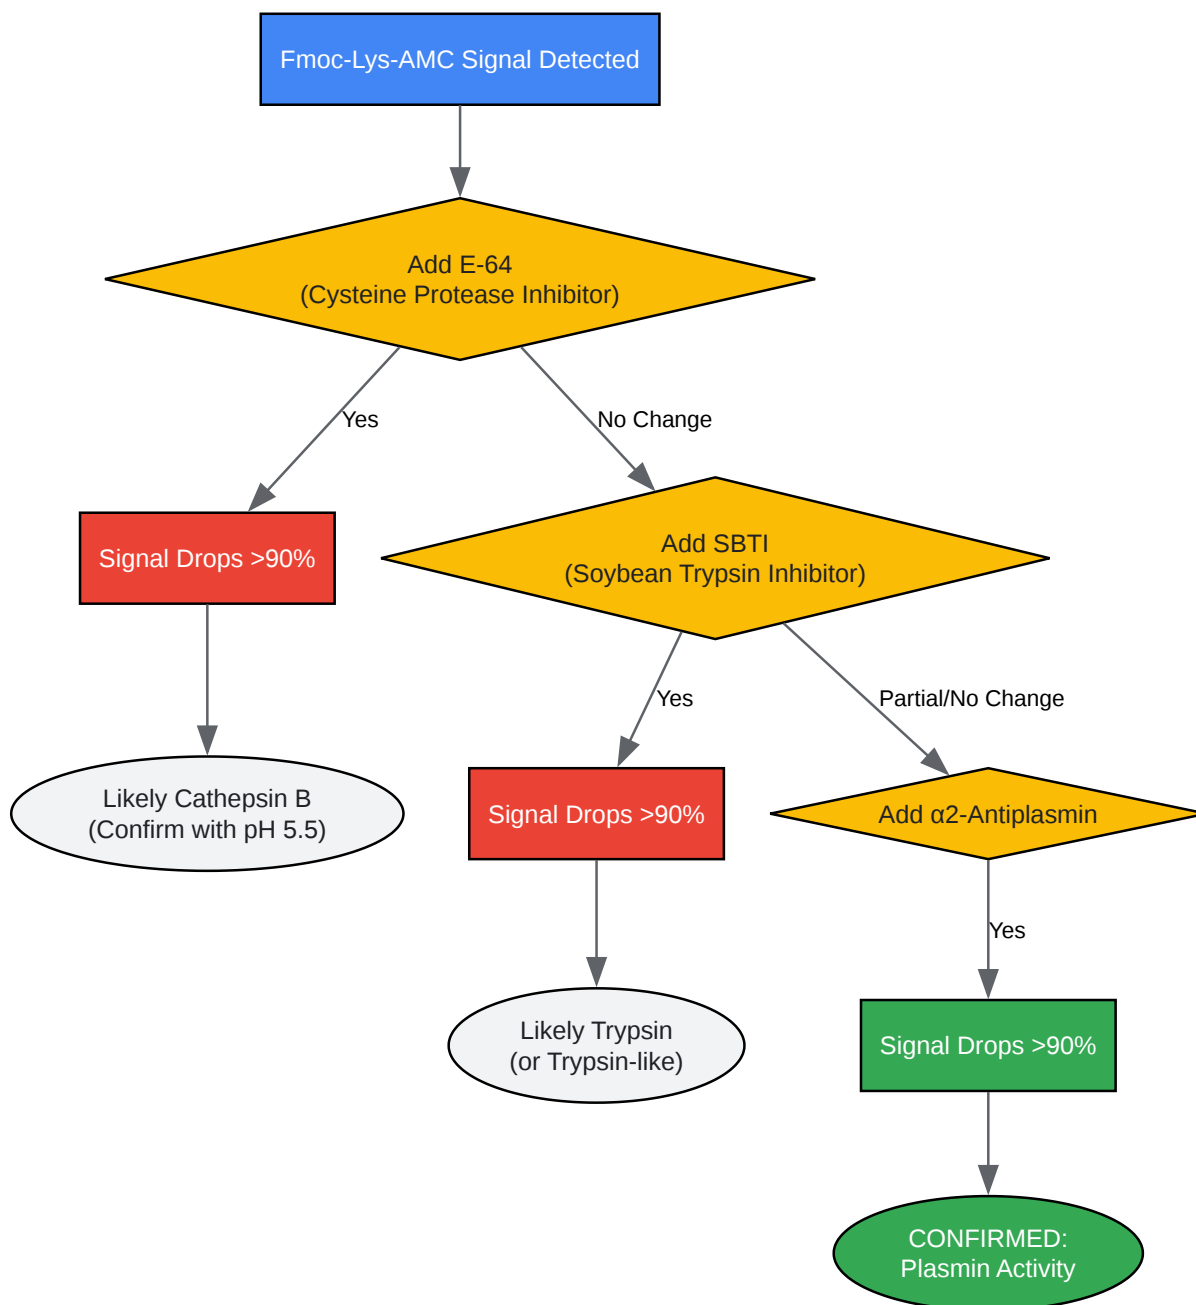 Fmoc-Lys-AMC Signal Detected
Add E-64
(Cysteine Protease Inhibitor)
Yes
No Change
Signal Drops >90%
Add SBTI
(Soybean Trypsin Inhibitor)
Yes
Partial/No Change
Likely Cathepsin B
(Confirm with pH 5.5)
Signal Drops >90%
Add α2-Antiplasmin
Yes
Likely Trypsin
(or Trypsin-like)
Signal Drops >90%
CONFIRMED:
Plasmin Activity